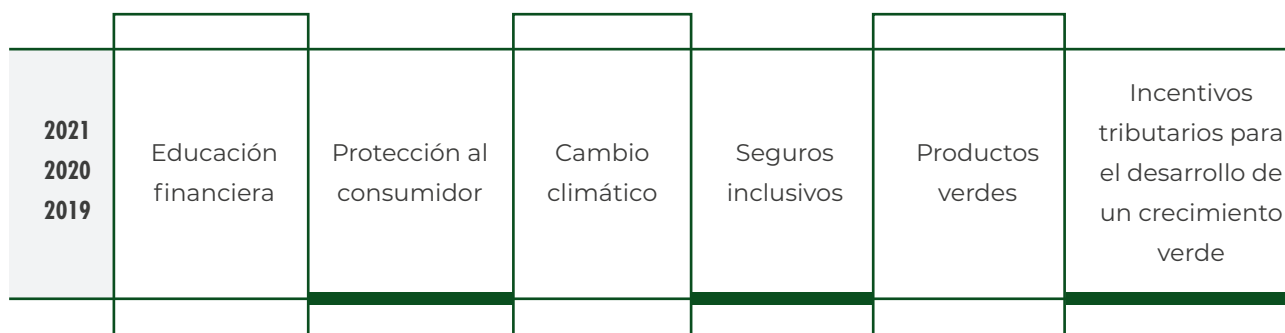 2021
2020
2019
Educación
financiera
Protección al
consumidor
Cambio
climático
Seguros
inclusivos
Productos
verdes
Incentivos
tributarios para
el desarrollo de
un crecimiento
verde